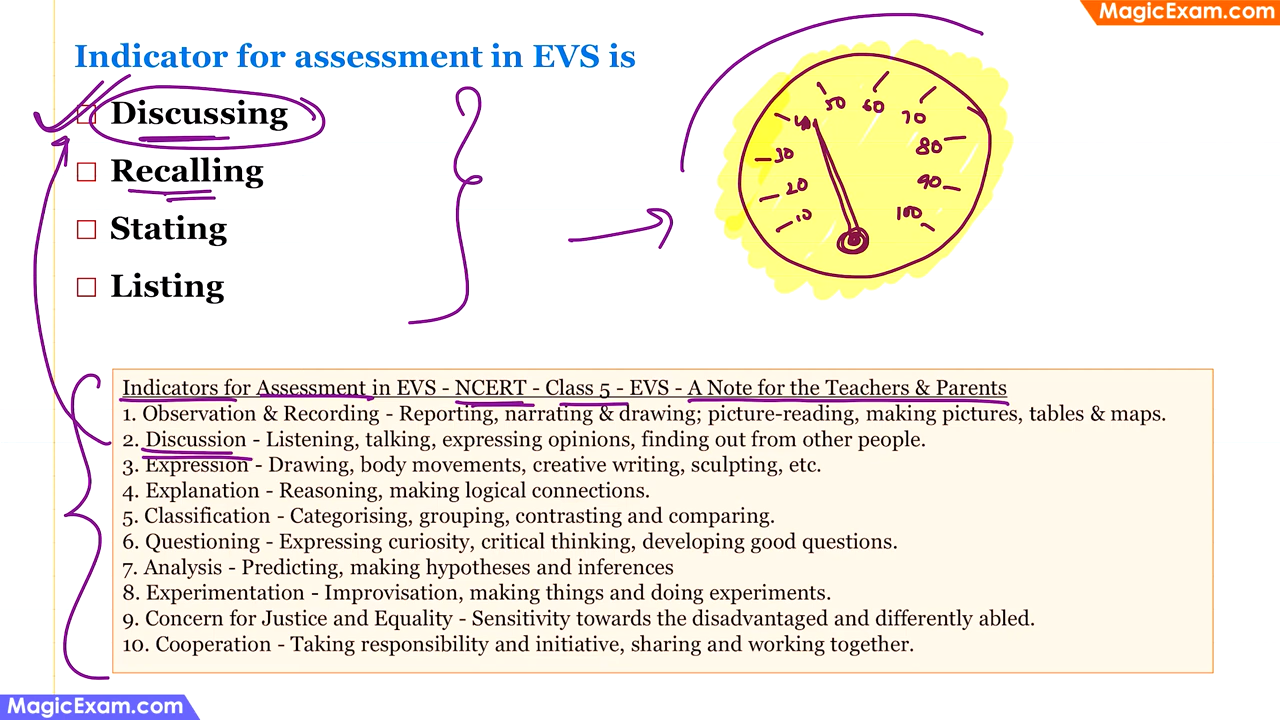 MagicExam.com
Indicator for assessment in EVS is
Discussing
Recalling
Stating
Listing
10
20
30
40
50
60
70
80
90
100
Indicators for Assessment in EVS - NCERT - Class 5 - EVS - A Note for the Teachers & Parents
1. Observation & Recording - Reporting, narrating & drawing; picture-reading, making pictures, tables & maps.
2. Discussion - Listening, talking, expressing opinions, finding out from other people.
3. Expression - Drawing, body movements, creative writing, sculpting, etc.
4. Explanation - Reasoning, making logical connections.
5. Classification - Categorising, grouping, contrasting and comparing.
6. Questioning - Expressing curiosity, critical thinking, developing good questions.
7. Analysis - Predicting, making hypotheses and inferences
8. Experimentation - Improvisation, making things and doing experiments.
9. Concern for Justice and Equality - Sensitivity towards the disadvantaged and differently abled.
10. Cooperation - Taking responsibility and initiative, sharing and working together.
MagicExam.com